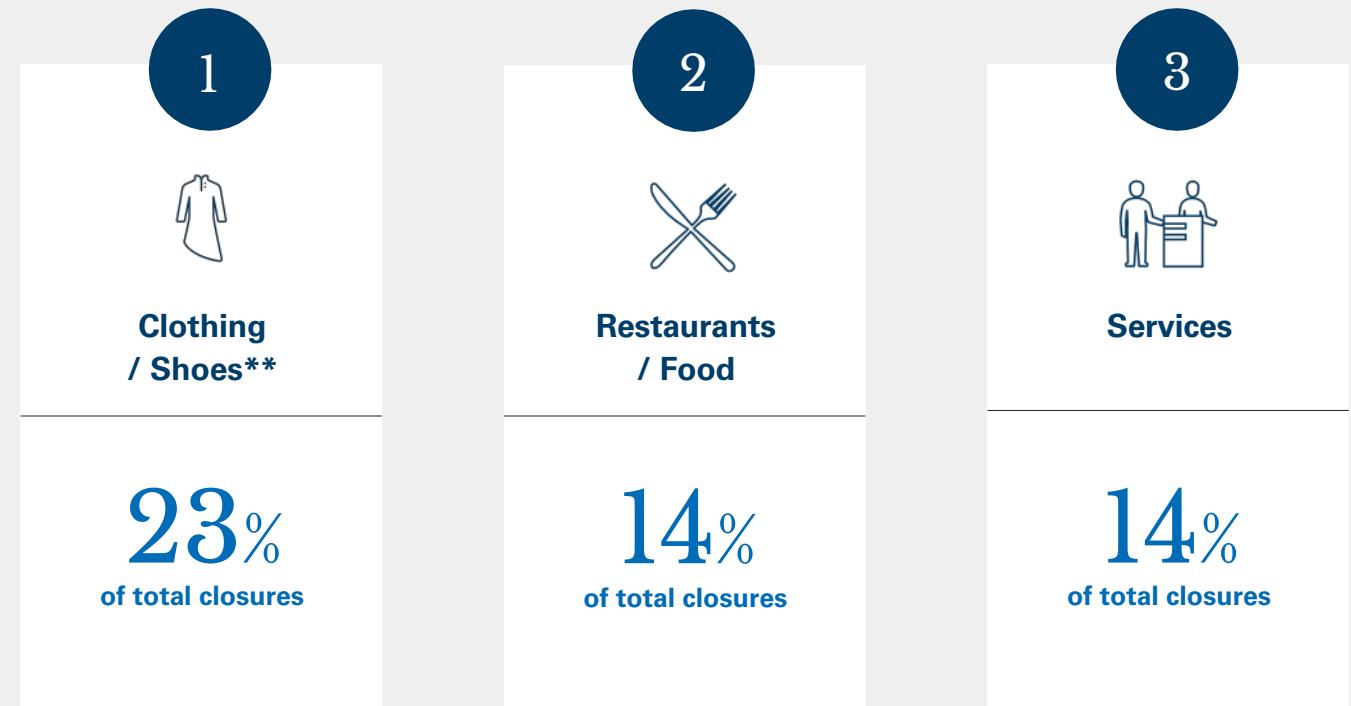 1
Clothing
/ Shoes**
23%
of total closures
2
Restaurants
/ Food
14%
of total closures
3
Services
14%
of total closures